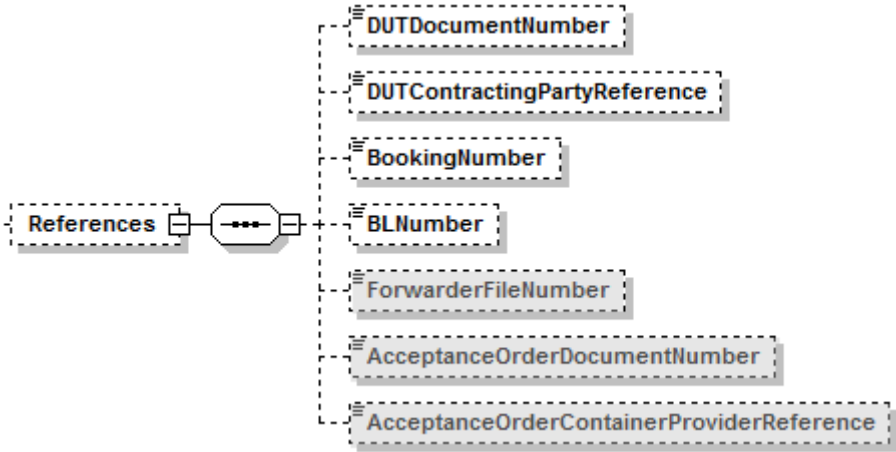 DUTDocumentNumber
DUTContractingPartyReference
BookingNumber
References
BLNumber
ForwarderFileNumber
AcceptanceOrderDocumentNumber
AcceptanceOrderContainerProviderReference